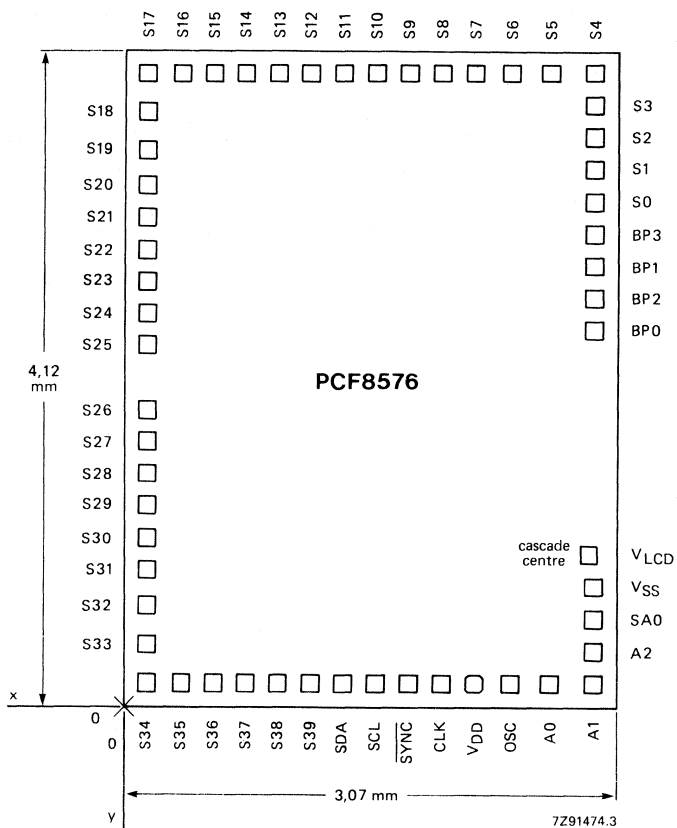 S17 S16 S15 S14 S13 S12 S11 S10 S9 S8 S7 S6 S5 S4
S18 S3
S19 S2
S20 S1
S21 S0
S22 BP3
S23 BP1
S24 BP2
S25 BP0
4,12
mm
PCF8576
S26
S27
S28
S29
S30
cascade
centre
VLCD
S31
VSS
S32 SA0
S33 A2
x
0
0
S34 S35 S36 S37 S38 S39 SDA SCL SYNC CLK VDD OSC A0 A1
3,07 mm
y
7Z91474.3